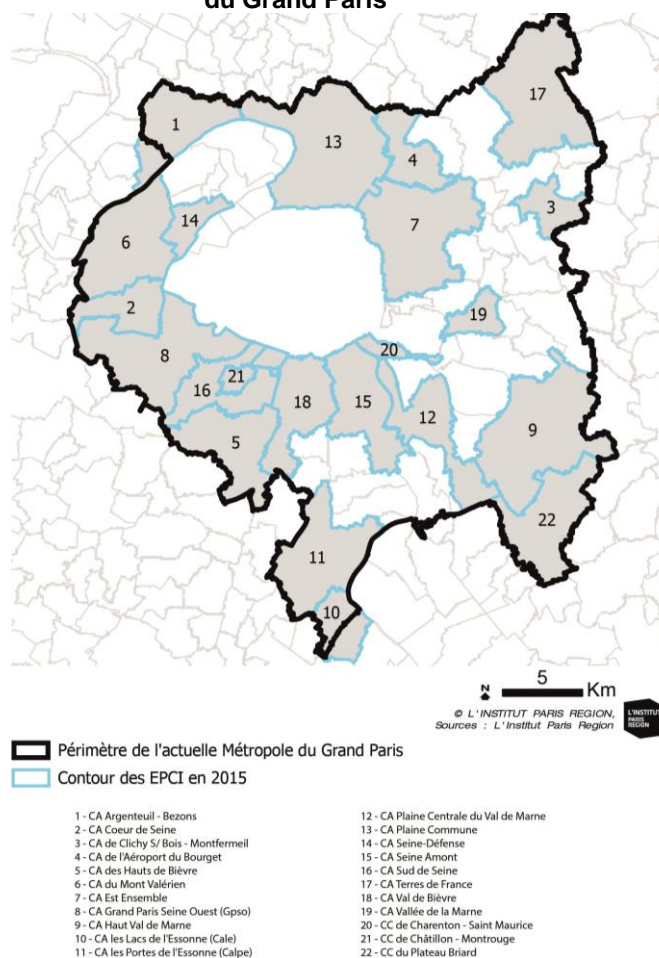 du Grand Paris
17
1
13
4
3
14
7
6
2
19
20
8
21
16
18
15
12
9
5
22
11
10
5
N
Km
© L'INSTITUT PARIS REGION,
Sources : L'Institut Paris Region
L'INSTITUT
PARIS
REGION
Périmètre de l'actuelle Métropole du Grand Paris
Contour des EPCI en 2015
1 - CA Argenteuil - Bezons
2 - CA Coeur de Seine
3 - CA de Clichy S/ Bois - Montfermeil
4 - CA de l'Aéroport du Bourget
5 - CA des Hauts de Bièvre
6 - CA du Mont Valérien
7 - CA Est Ensemble
8 - CA Grand Paris Seine Ouest (Gpso)
9 - CA Haut Val de Marne
10 - CA les Lacs de l'Essonne (Cale)
11 - CA les Portes de l'Essonne (Calpe)
12 - CA Plaine Centrale du Val de Marne
13 - CA Plaine Commune
14 - CA Seine-Défense
15 - CA Seine Amont
16 - CA Sud de Seine
17 - CA Terres de France
18 - CA Val de Bièvre
19 - CA Vallée de la Marne
20 - CC de Charenton - Saint Maurice
21 - CC de Châtillon - Montrouge
22 - CC du Plateau Briard